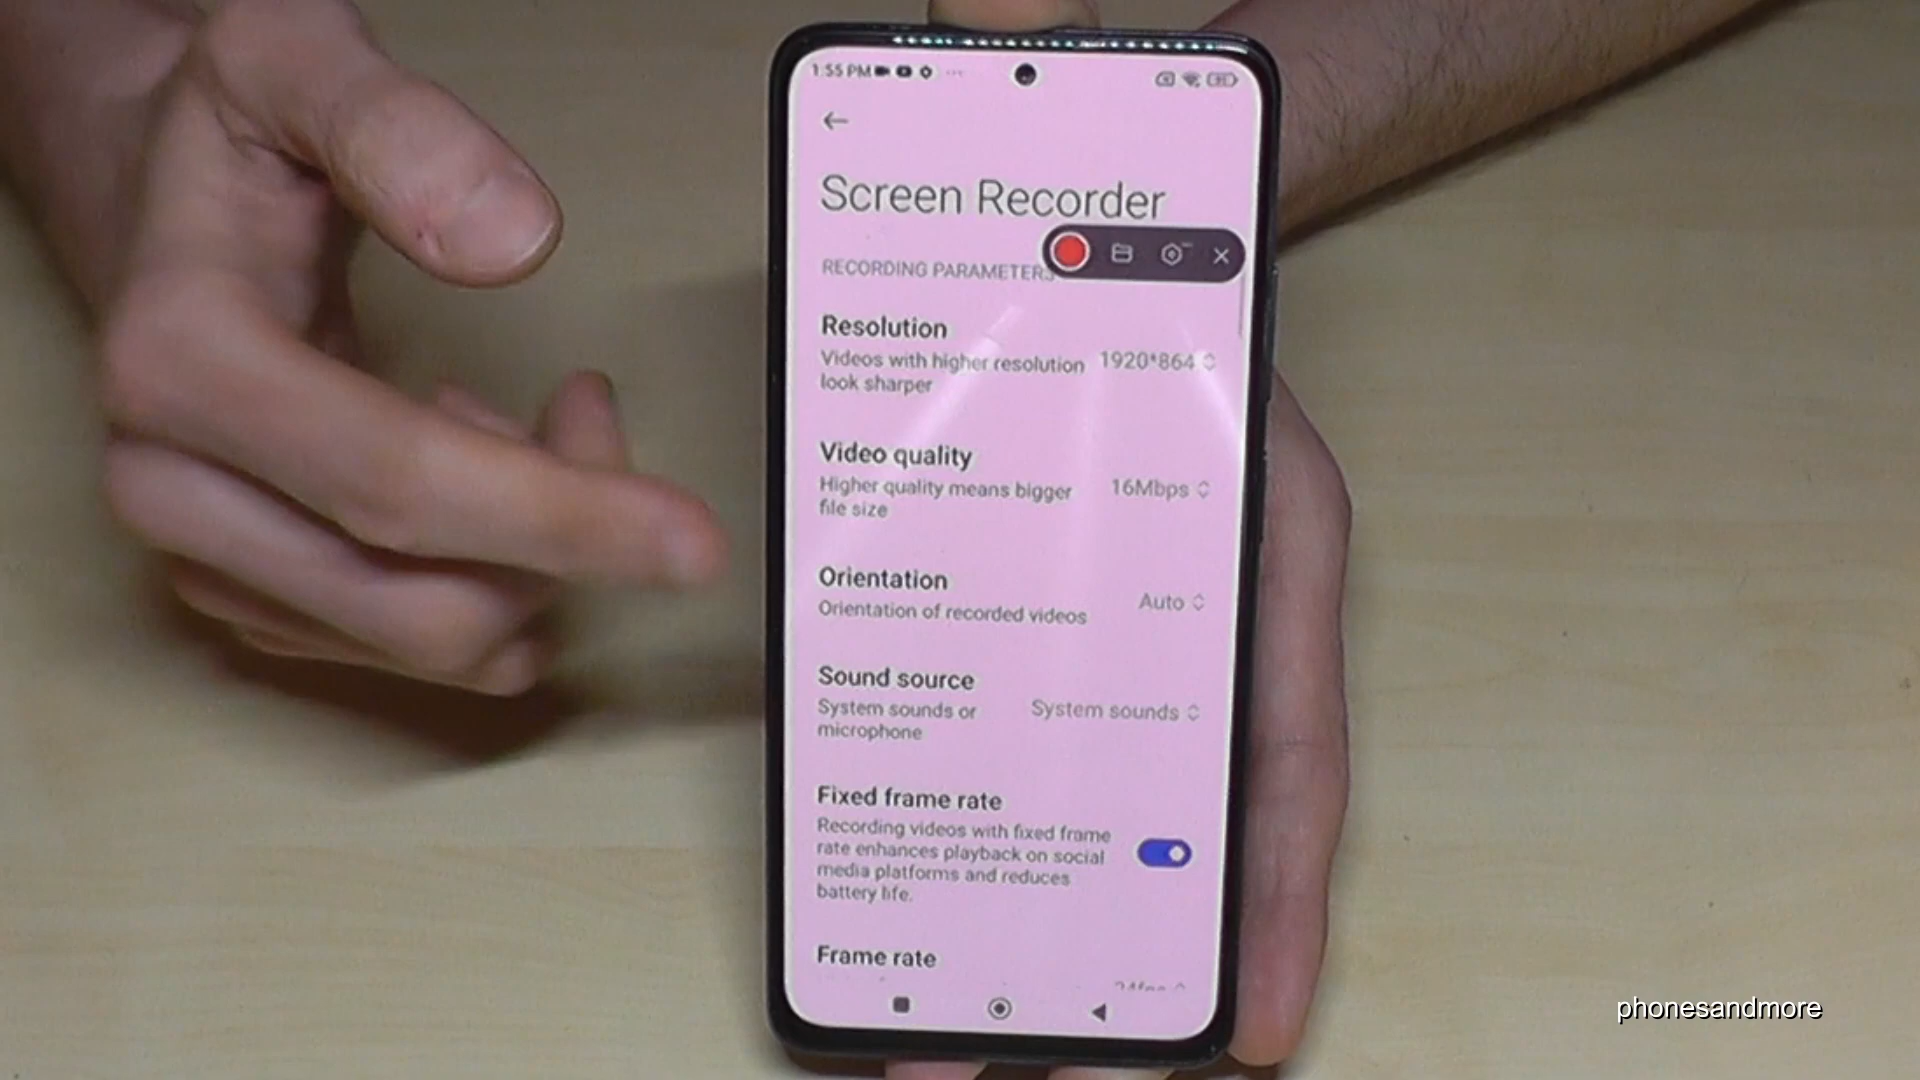 1:55 PM
Screen Recorder
RECORDING PARAMETERS
Resolution
Videos with higher resolution
look sharper
1920*864
Video quality
Higher quality means bigger
file size
16Mbps
Orientation
Orientation of recorded videos
Auto
Sound source
System sounds or
microphone
System sounds
Fixed frame rate
Recording videos with fixed frame
rate enhances playback on social
media platforms and reduces
battery life.
Frame rate
phonesandmore